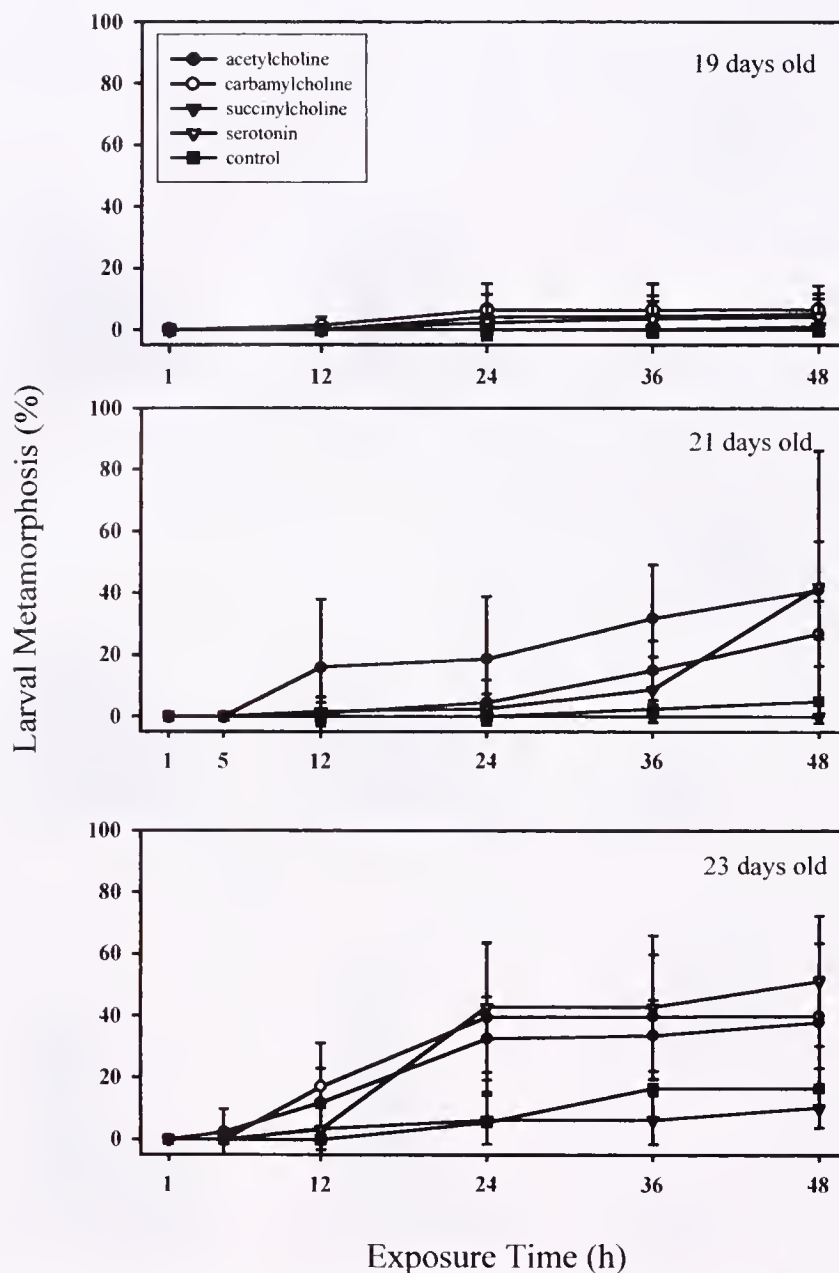 100
80
60
40
20
0
acetylcholine
carbamylcholine
succinylcholine
serotonin
control
19 days old
1 12 24 36 48
100
80
60
40
20
0
21 days old
1 5 12 24 36 48
Larval Metamorphosis (%)
100
80
60
40
20
0
23 days old
1 12 24 36 48
Exposure Time (h)